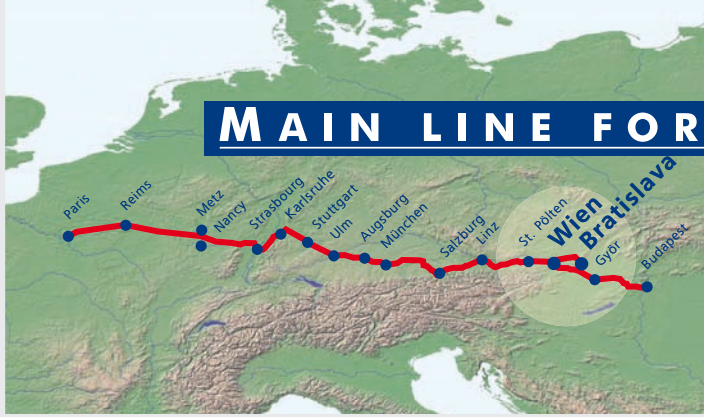 MAIN LINE FOR
Paris
Reims
Metz
Nancy
Strasbourg
Karlsruhe
Stuttgart
Ulm
Augsburg
München
Salzburg
Linz
St. Pölten
Wien
Bratislava
Györ
Budapest